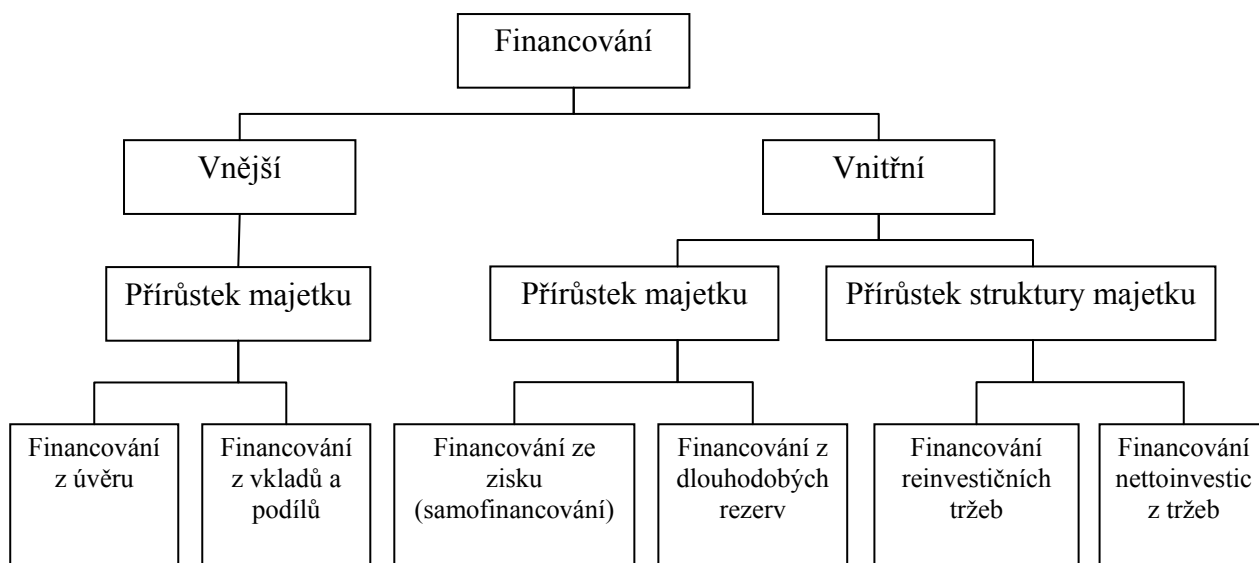 Financování
Vnější
Vnitřní
Přírůstek majetku
Přírůstek majetku
Přírůstek struktury majetku
Financování
z úvěru
Financování
z vkladů a
podílů
Financování ze
zisku
(samofinancování)
Financování z
dlouhodobých
rezerv
Financování
reinvestičních
tržeb
Financování
nettoinvestic
z tržeb